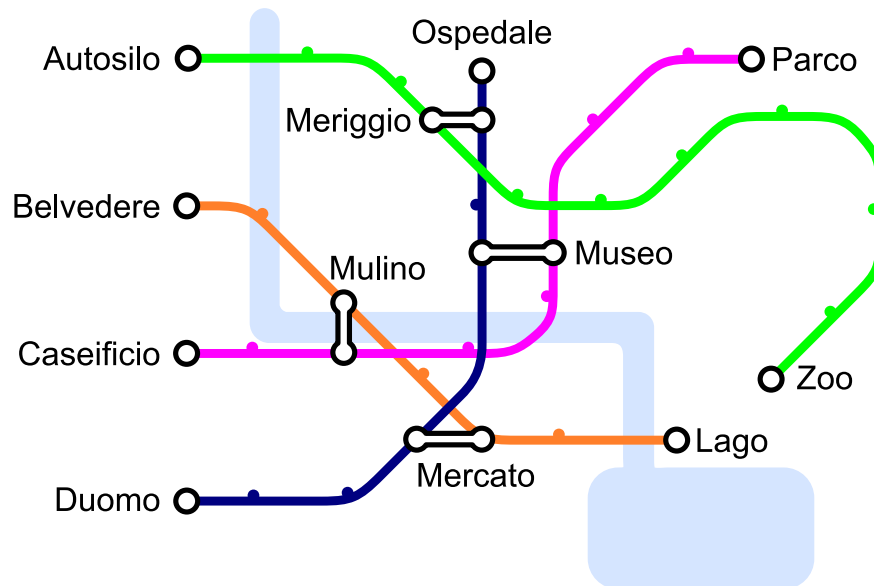 Ospedale
Autosilo
Parco
Meriggio
Belvedere
Museo
Mulino
Caseificio
Zoo
Lago
Mercato
Duomo